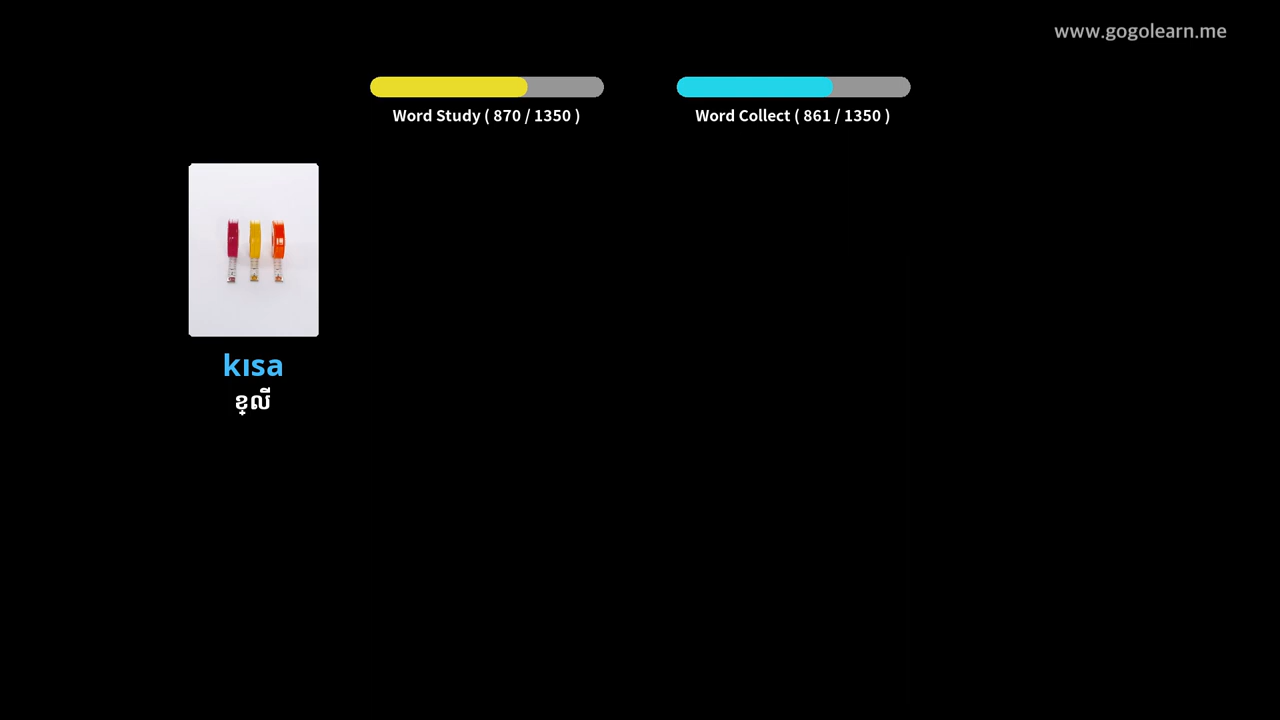 www.gogolearn.me
Word Study ( 870 / 1350 )
Word Collect ( 861 / 1350 )
kısa
ខ្លី